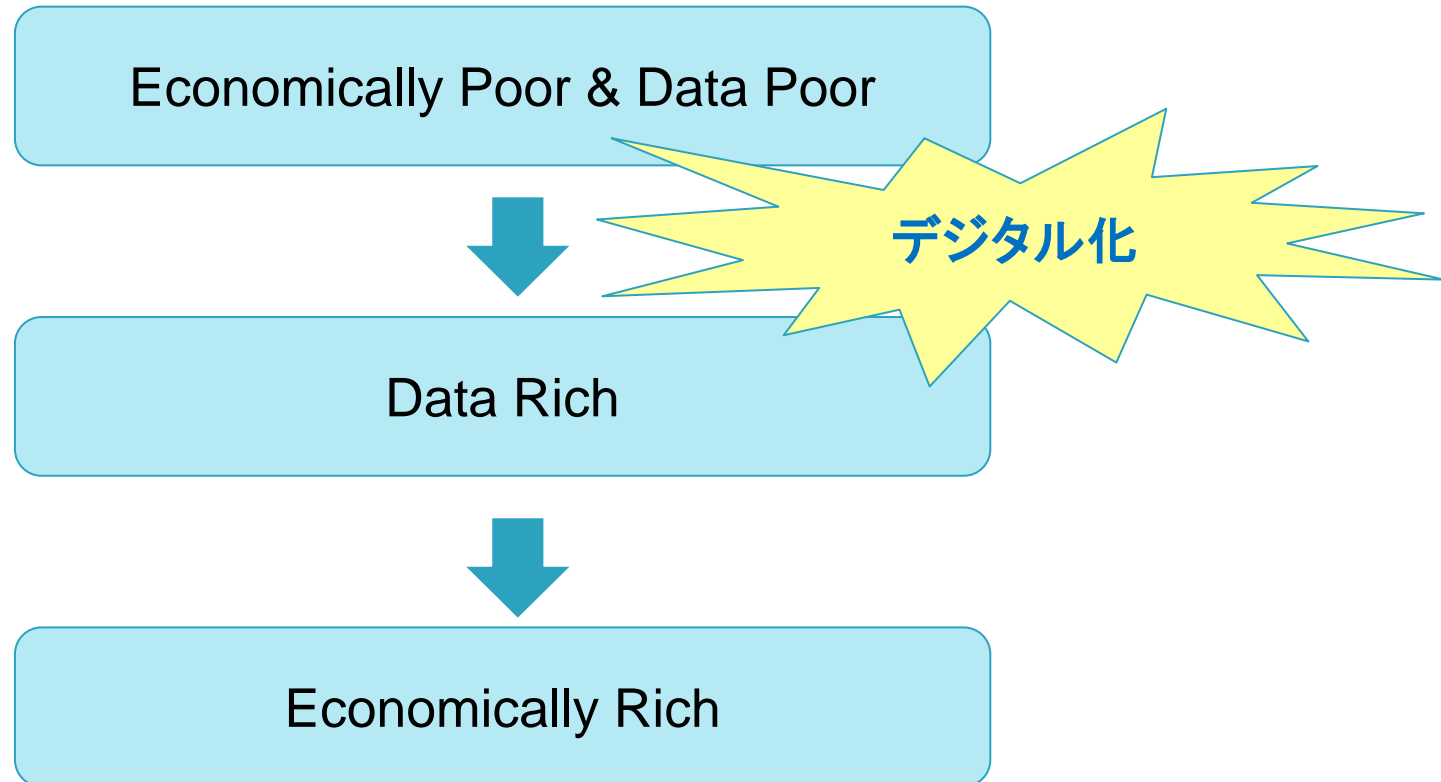 Economically Poor & Data Poor
デジタル化
Data Rich
Economically Rich